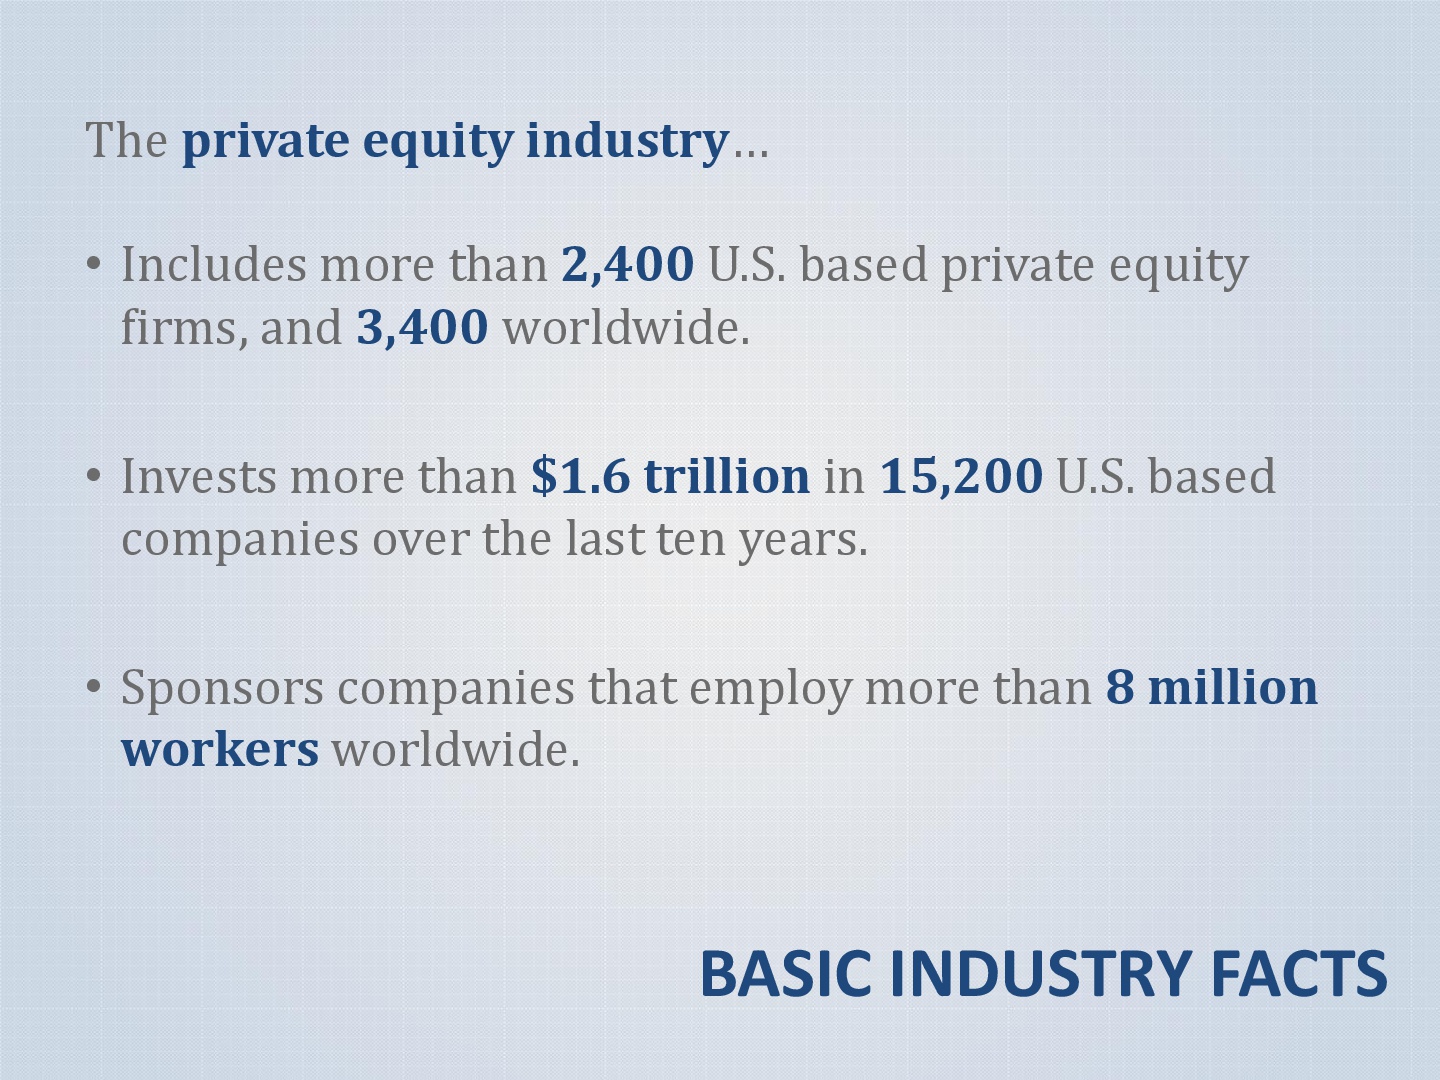 The private equity industry…
• Includes more than 2,400 U.S. based private equity
firms, and 3,400 worldwide.
• Invests more than $1.6 trillion in 15,200 U.S. based
companies over the last ten years.
• Sponsors companies that employ more than 8 million
workers worldwide.
BASIC INDUSTRY FACTS